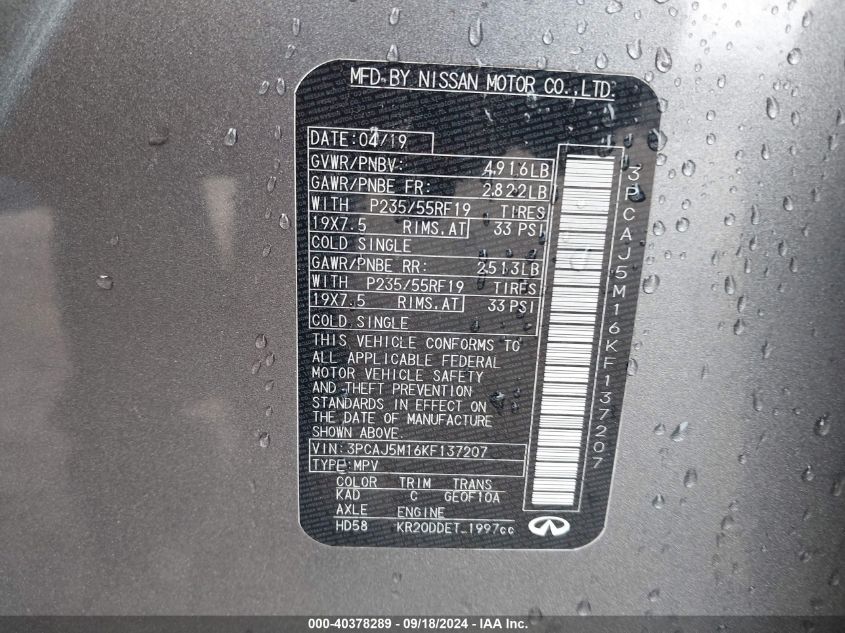 MFD BY NISSAN MOTOR CO.,LTD.
DATE:04/19
GVWR/PNBV: 4916LB
GAWR/PNBE FR: 2822LB
WITH P235/55RF19 TIRES
19X7.5 RIMS,AT 33 PSI
COLD SINGLE
GAWR/PNBE RR: 2513LB
WITH P235/55RF19 TIRES
19X7.5 RIMS,AT 33 PSI
COLD SINGLE
THIS VEHICLE CONFORMS TO
ALL APPLICABLE FEDERAL
MOTOR VEHICLE SAFETY
AND THEFT PREVENTION
STANDARDS IN EFFECT ON
THE DATE OF MANUFACTURE
SHOWN ABOVE.
VIN:3PCAJ5M16KF137207
TYPE:MPV
COLOR TRIM TRANS
KAD C GE0F10A
AXLE ENGINE
HD58 KR20DDET 1997cc
3PCAJ5M16KF137207
000-40378289 - 09/18/2024 - IAA Inc.